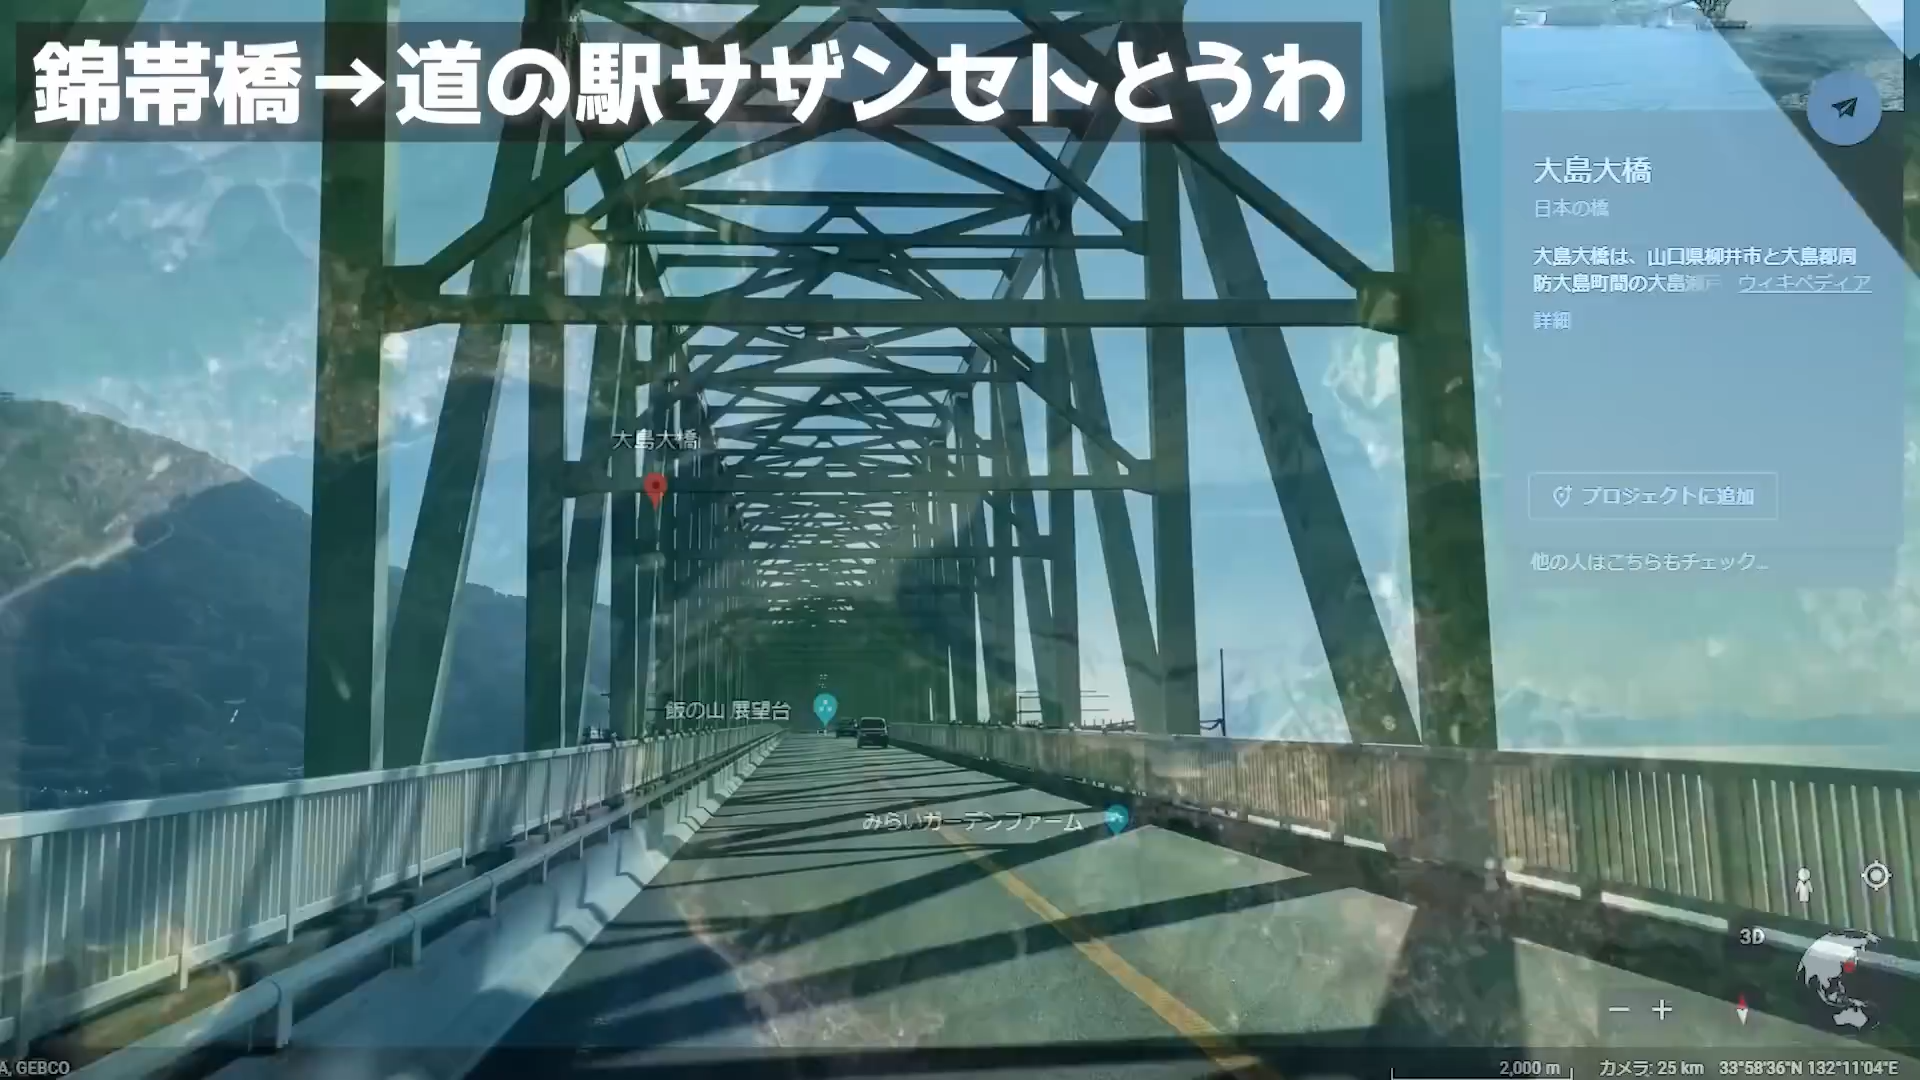 錦帯橋→道の駅サザンセトとうわ
大島大橋
日本の橋
大島大橋は、山口県柳井市と大島郡周
防大島町間の大島瀬戸 ウィキペディア
詳細
大島大橋
プロジェクトに追加
他の人はこちらもチェック...
飯の山 展望台
みらいガーデンファーム
3D
A, GEBCO
2,000 m
カメラ: 25 km 33°58'36"N 132°11'04"E